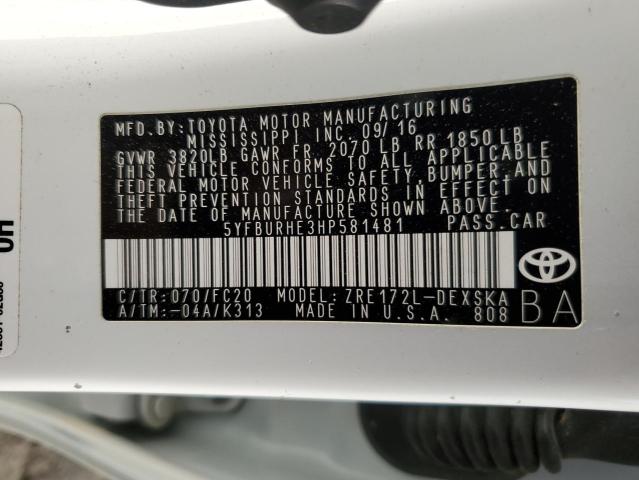 MFD.BY:TOYOTA MOTOR MANUFACTURING
MISSISSIPPI INC.09/16
GVWR 3820LB GAWR FR 2070 LB RR 1850 LB
THIS VEHICLE CONFORMS TO ALL APPLICABLE
FEDERAL MOTOR VEHICLE SAFETY, BUMPER, AND
THEFT PREVENTION STANDARDS IN EFFECT ON
THE DATE OF MANUFACTURE SHOWN ABOVE.
5YFBURHE3HP581481 PASS.CAR
C/TR:070/FC20 MODEL:ZRE172L-DEXSKA
A/TM:-04A/K313 MADE IN U.S.A. 808
BA